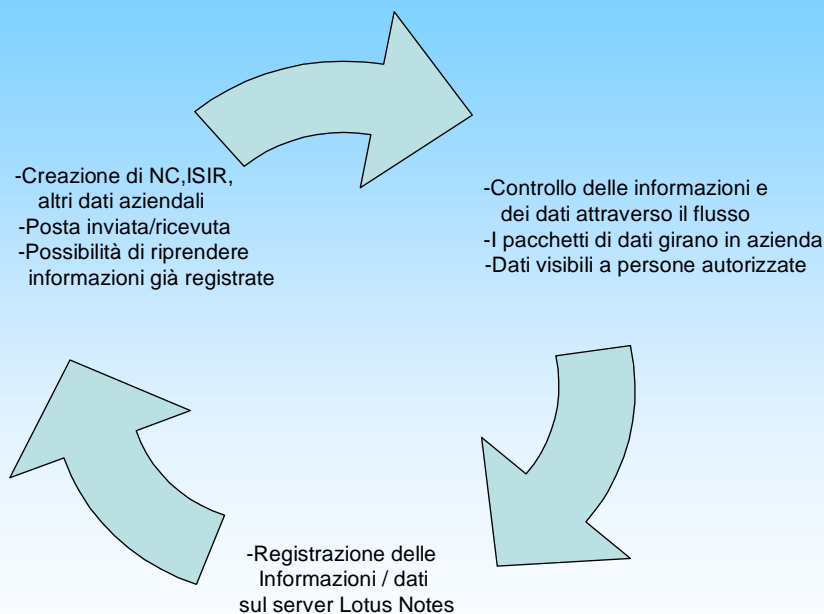 -Creazione di NC,ISIR,
altri dati aziendali
-Posta inviata/ricevuta
-Possibilità di riprendere
informazioni già registrate
-Controllo delle informazioni e
dei dati attraverso il flusso
-I pacchetti di dati girano in azienda
-Dati visibili a persone autorizzate
-Registrazione delle
Informazioni / dati
sul server Lotus Notes